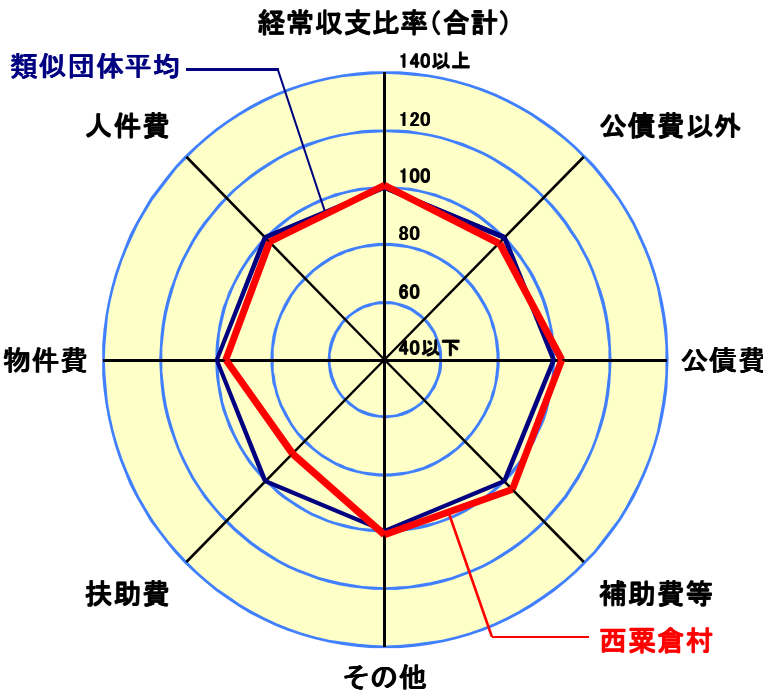 経常収支比率(合計)
類似団体平均
140以上
人件費
120
公債費以外
100
80
60
40以下
物件費
公債費
扶助費
補助費等
西粟倉村
その他